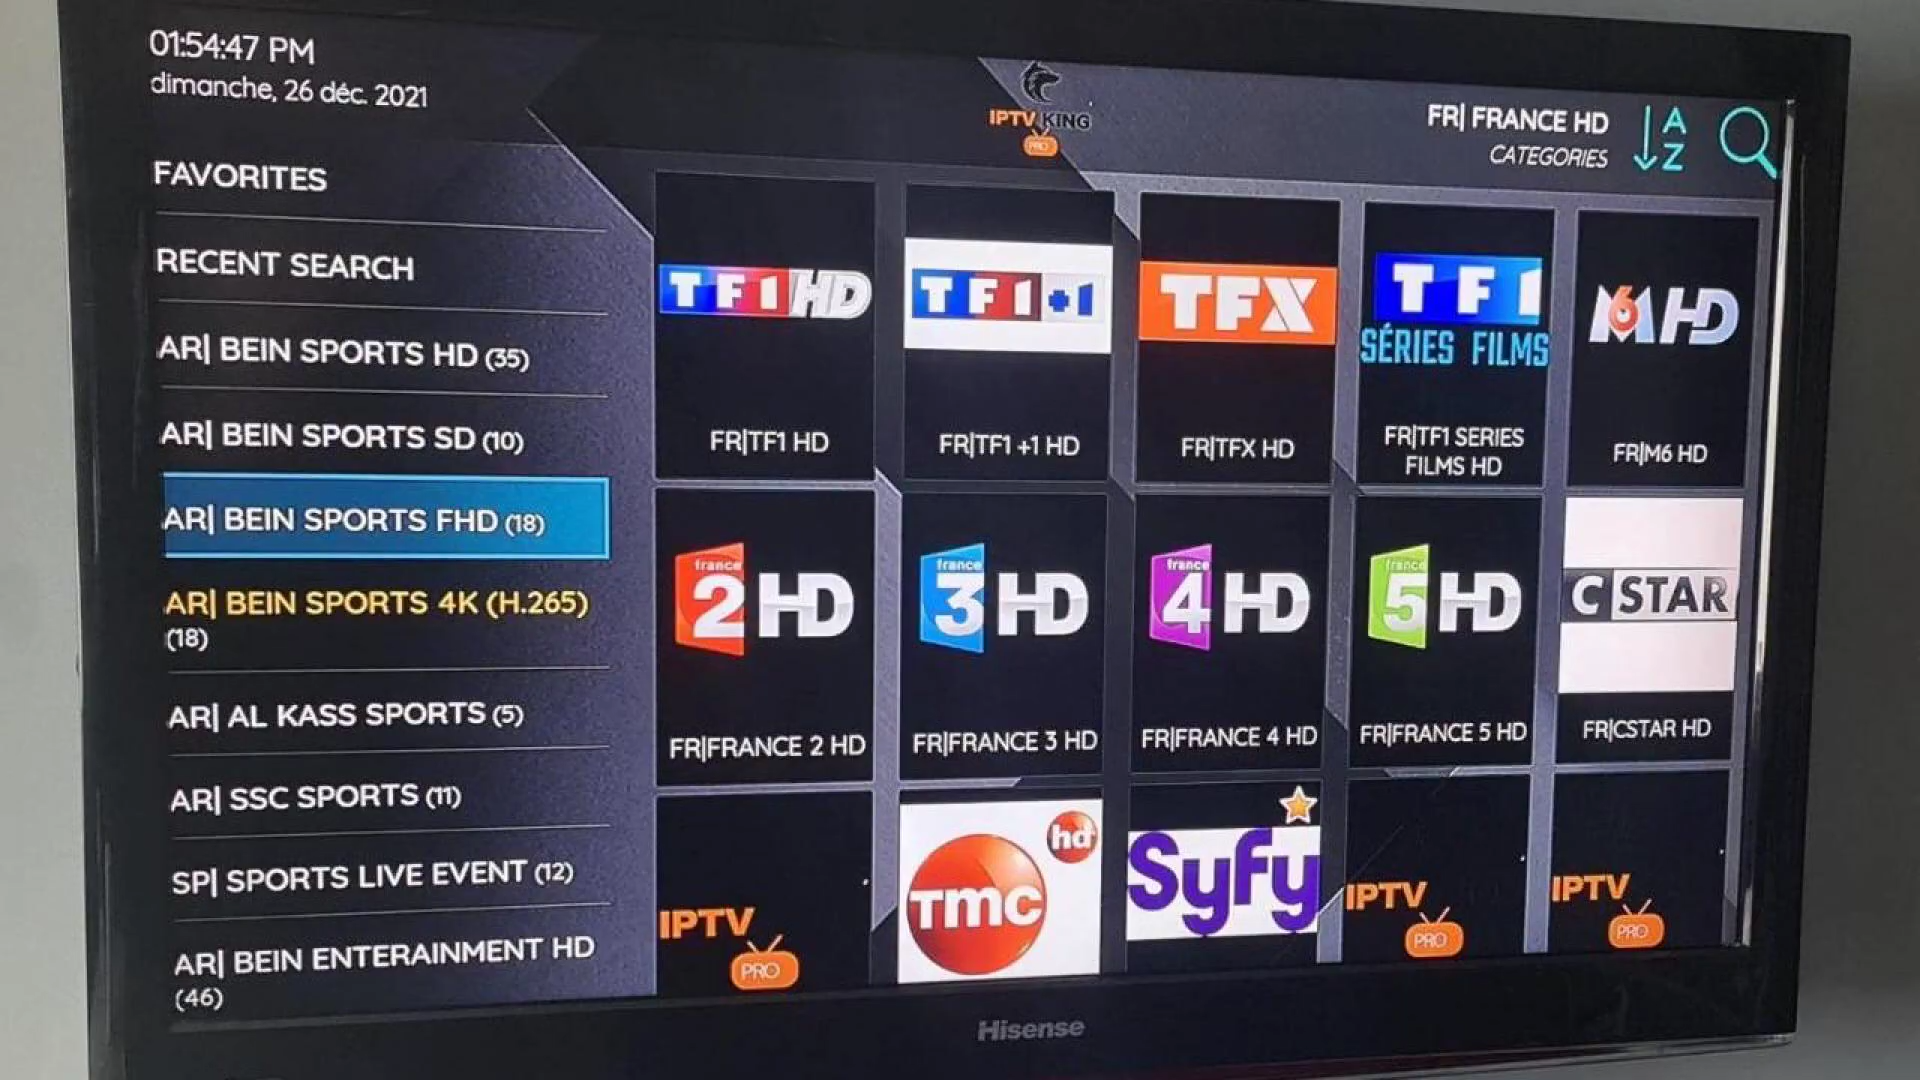 01:54:47 PM
dimanche, 26 déc. 2021
IPTV KING
PRO
FR| FRANCE HD
CATEGORIES
A
Z
FAVORITES
RECENT SEARCH
AR| BEIN SPORTS HD (35)
AR| BEIN SPORTS SD (10)
AR| BEIN SPORTS FHD (18)
AR| BEIN SPORTS 4K (H.265)
(18)
AR| AL KASS SPORTS (5)
AR| SSC SPORTS (11)
SP| SPORTS LIVE EVENT (12)
AR| BEIN ENTERAINMENT HD
(46)
TF1 HD
FR|TF1 HD
TF1 +1
FR|TF1 +1 HD
TFX
FR|TFX HD
TF1
SÉRIES FILMS
FR|TF1 SERIES
FILMS HD
M6 HD
FR|M6 HD
france
2 HD
FR|FRANCE 2 HD
france
3 HD
FR|FRANCE 3 HD
france
4 HD
FR|FRANCE 4 HD
france
5 HD
FR|FRANCE 5 HD
C STAR
FR|CSTAR HD
IPTV
PRO
hd
TMC
Syfy
IPTV
PRO
IPTV
PRO
Hisense